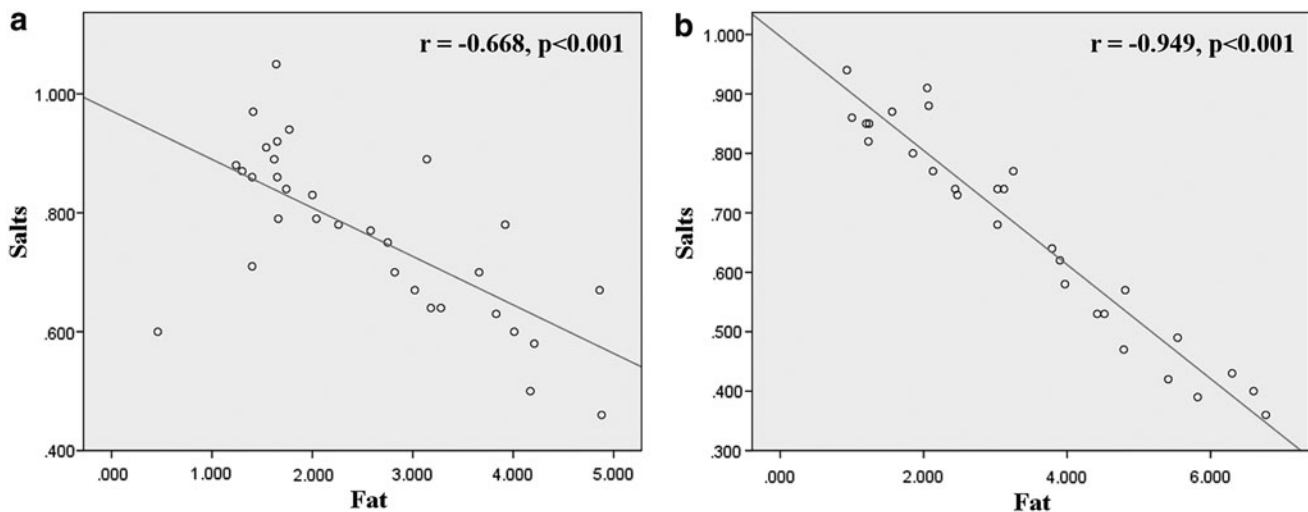 a
r = -0.668, p<0.001
1.000
.800
.600
.400
Salts
.000 1.000 2.000 3.000 4.000 5.000
Fat
b
r = -0.949, p<0.001
1.000
.900
.800
.700
.600
.500
.400
.300
Salts
.000 2.000 4.000 6.000
Fat